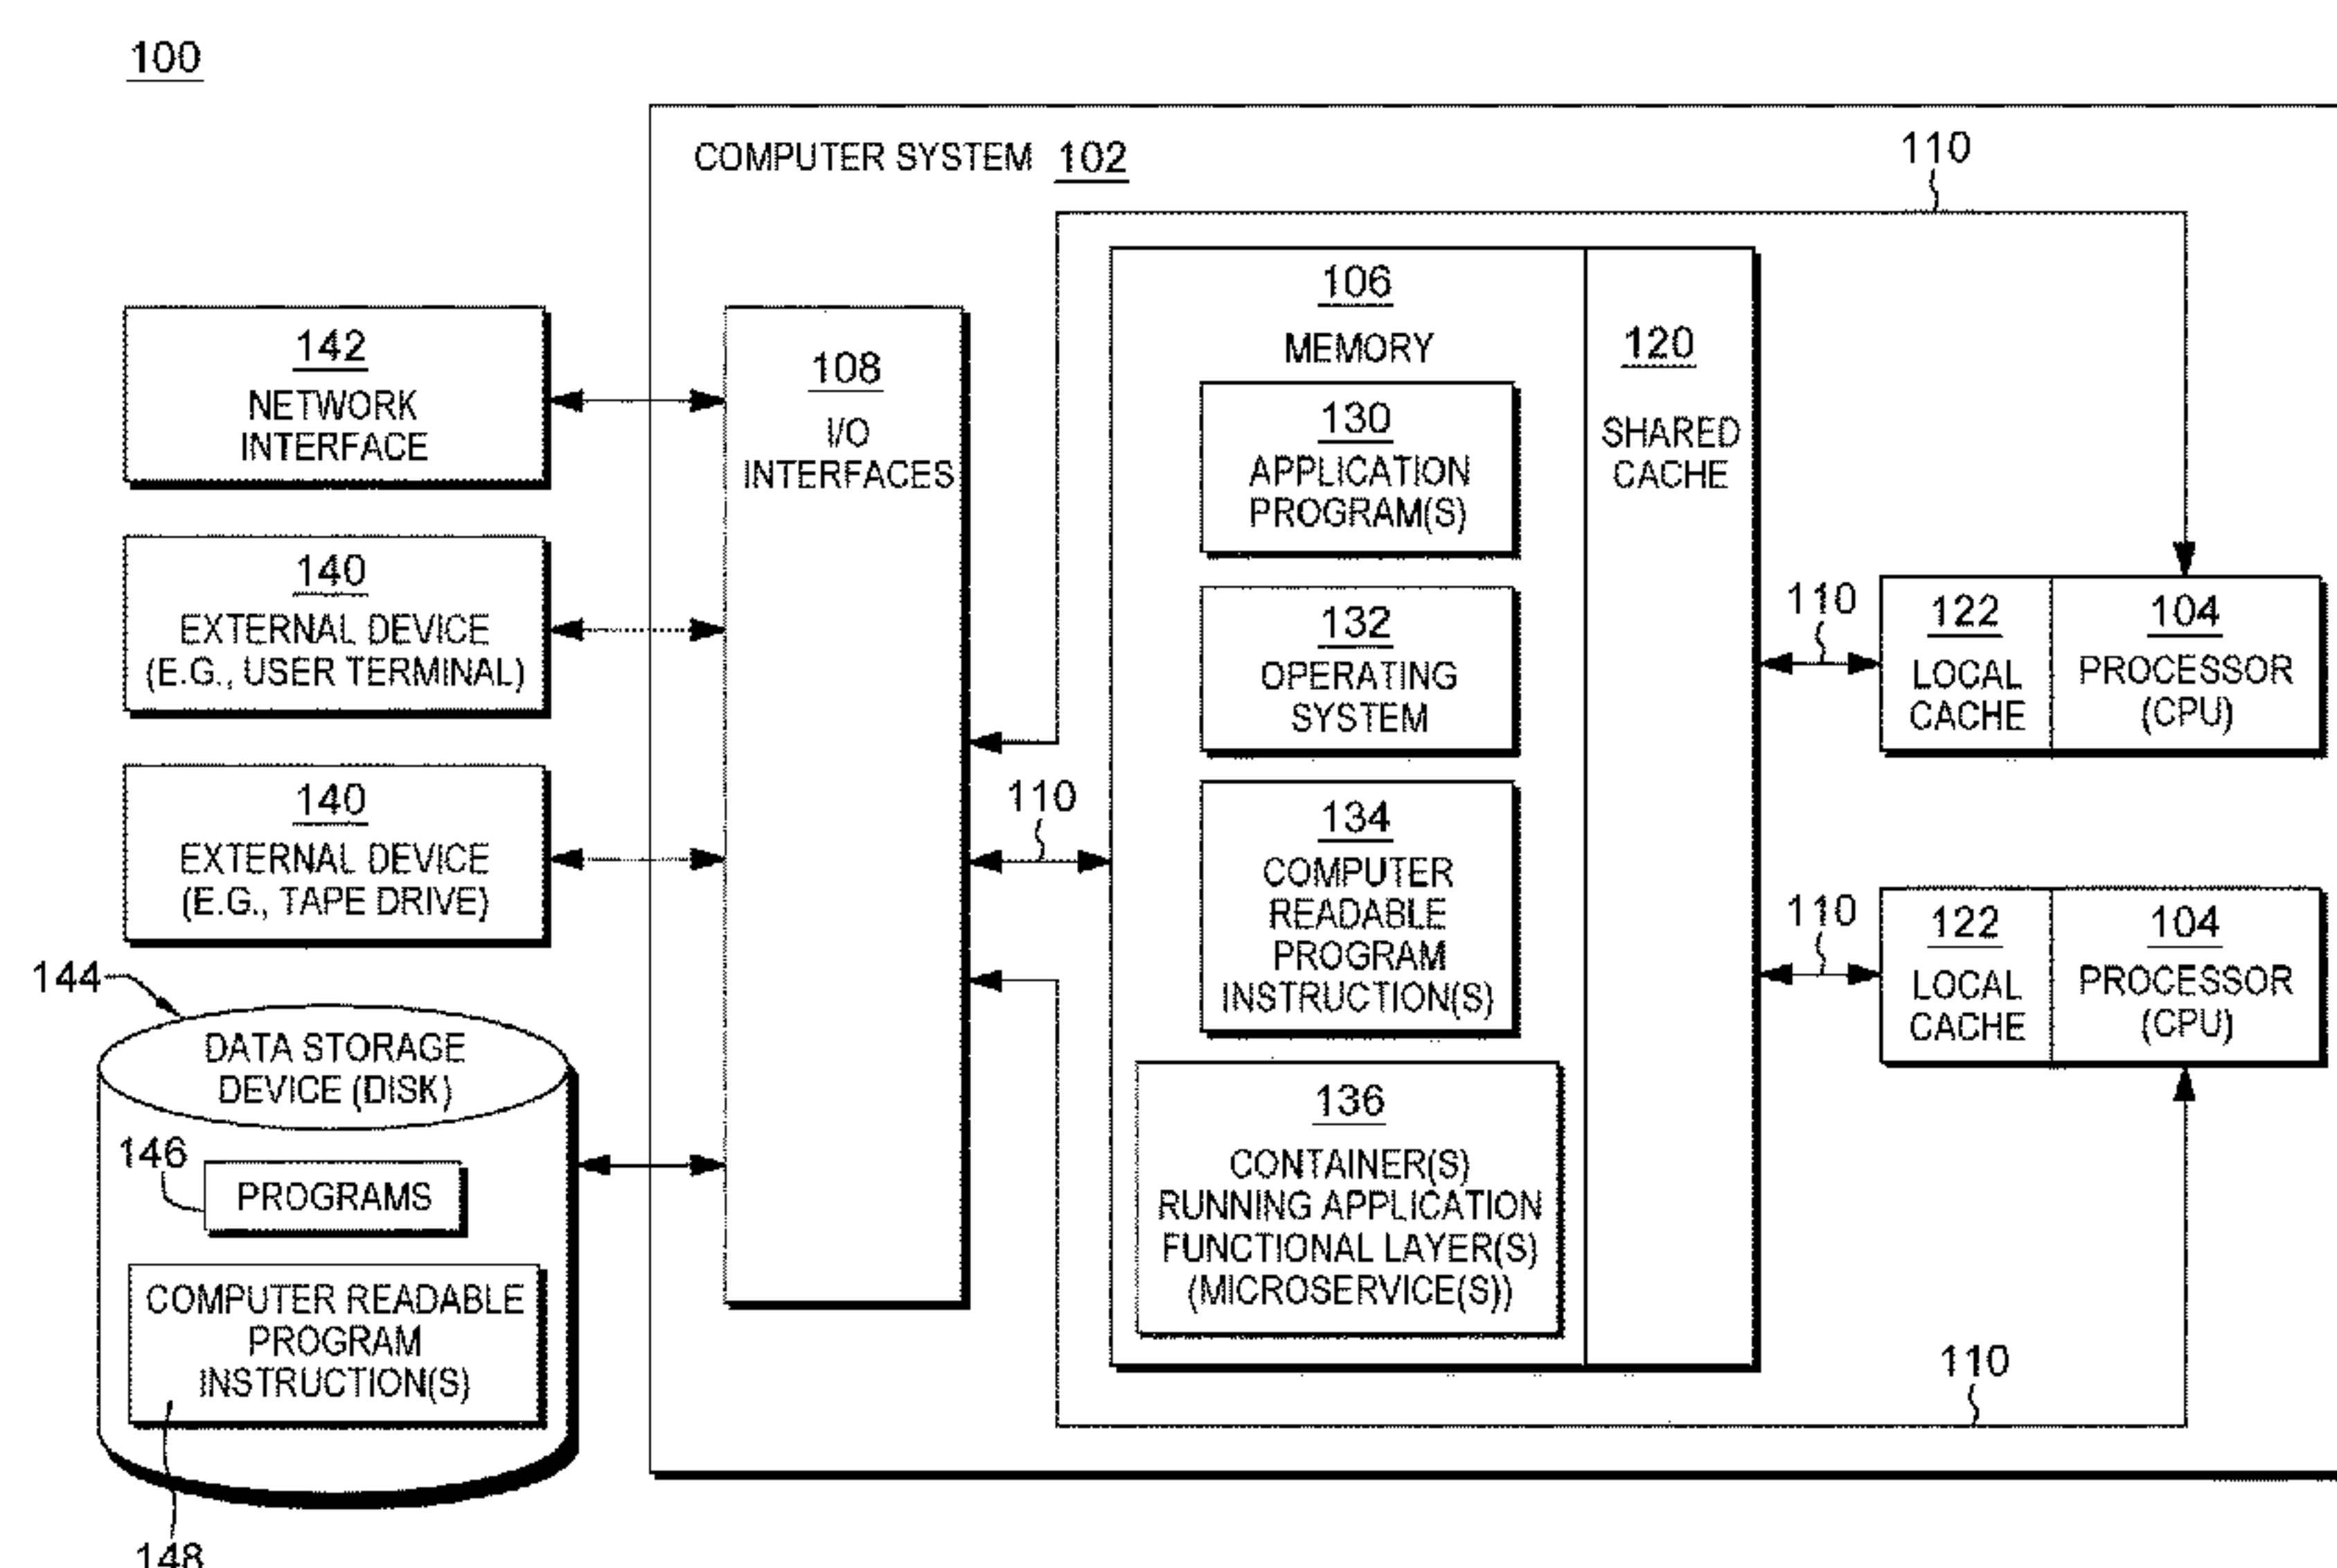 100
COMPUTER SYSTEM 102
110
142
NETWORK
INTERFACE
140
EXTERNAL DEVICE
(E.G., USER TERMINAL)
140
EXTERNAL DEVICE
(E.G., TAPE DRIVE)
144
DATA STORAGE
DEVICE (DISK)
146
PROGRAMS
COMPUTER READABLE
PROGRAM
INSTRUCTION(S)
148
108
I/O
INTERFACES
110
106
MEMORY
130
APPLICATION
PROGRAM(S)
132
OPERATING
SYSTEM
134
COMPUTER
READABLE
PROGRAM
INSTRUCTION(S)
136
CONTAINER(S)
RUNNING APPLICATION
FUNCTIONAL LAYER(S)
(MICROSERVICE(S))
120
SHARED
CACHE
110
122
LOCAL
CACHE
104
PROCESSOR
(CPU)
110
122
LOCAL
CACHE
104
PROCESSOR
(CPU)
110